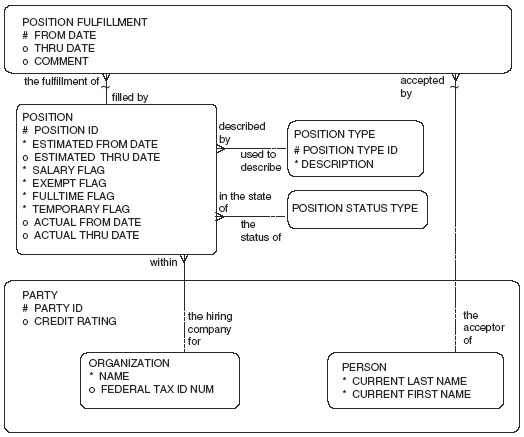 POSITION FULFILLMENT
# FROM DATE
o THRU DATE
o COMMENT
the fulfillment of
filled by
accepted
by
POSITION
# POSITION ID
* ESTIMATED FROM DATE
o ESTIMATED THRU DATE
* SALARY FLAG
* EXEMPT FLAG
* FULLTIME FLAG
* TEMPORARY FLAG
o ACTUAL FROM DATE
o ACTUAL THRU DATE
described
by
used to
describe
POSITION TYPE
# POSITION TYPE ID
* DESCRIPTION
in the state
of
the
status of
POSITION STATUS TYPE
within
PARTY
# PARTY ID
o CREDIT RATING
the hiring
company
for
the
acceptor
of
ORGANIZATION
* NAME
o FEDERAL TAX ID NUM
PERSON
* CURRENT LAST NAME
* CURRENT FIRST NAME